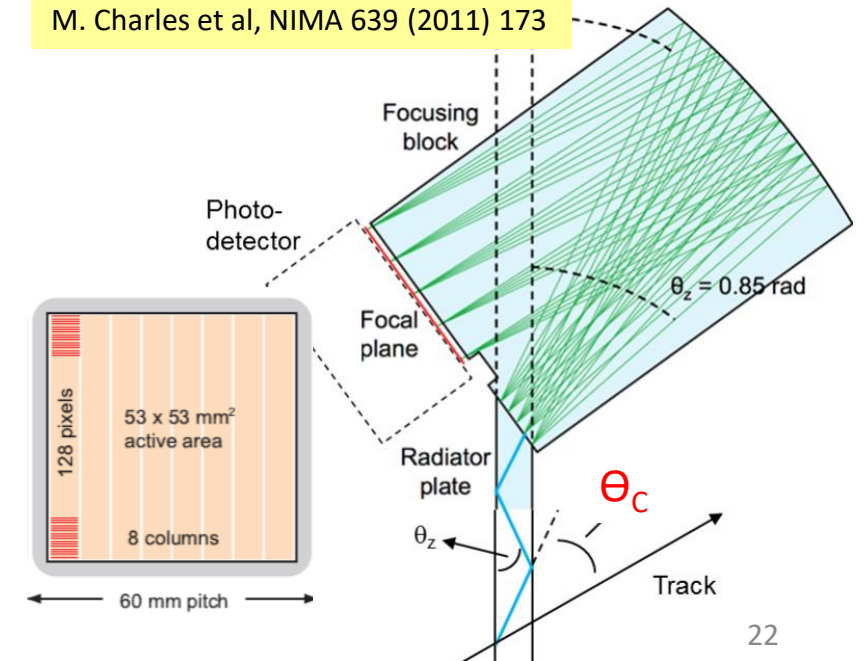 M. Charles et al, NIMA 639 (2011) 173
Focusing
block
Photo-
detector
θz = 0.85 rad
Focal
plane
128 pixels
53 x 53 mm²
active area
8 columns
60 mm pitch
Radiator
plate
ϴC
θz
Track
22